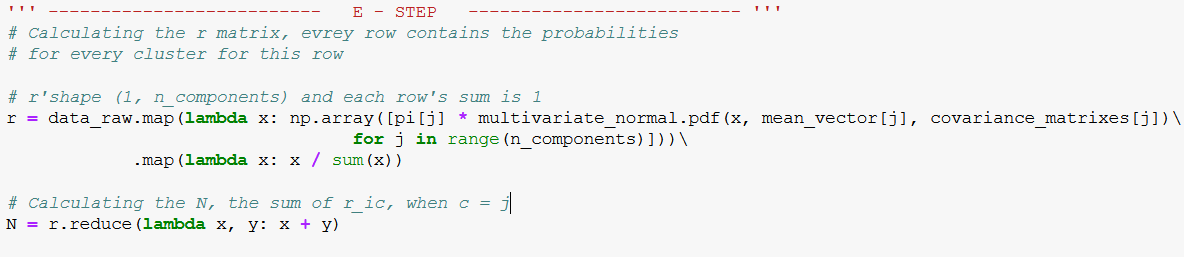 ''' -------------------------- E - STEP -------------------------- '''
# Calculating the r matrix, evrey row contains the probabilities
# for every cluster for this row
# r'shape (1, n_components) and each row's sum is 1
r = data_raw.map(lambda x: np.array([pi[j] * multivariate_normal.pdf(x, mean_vector[j], covariance_matrixes[j])\
for j in range(n_components)]))\
.map(lambda x: x / sum(x))
# Calculating the N, the sum of r_ic, when c = j
N = r.reduce(lambda x, y: x + y)